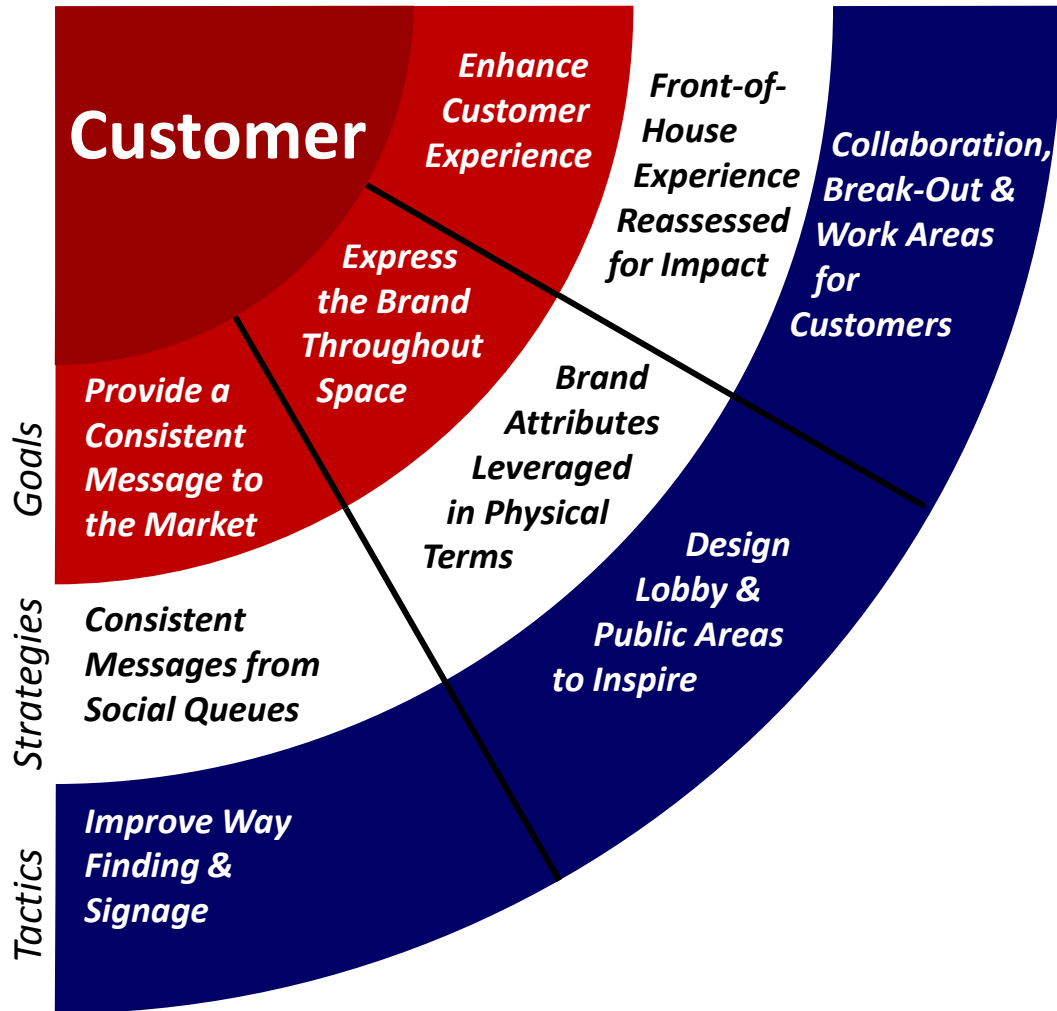 Customer
Enhance
Customer
Experience
Front-of-
House
Experience
Reassessed
for Impact
Collaboration,
Break-Out &
Work Areas
for
Customers
Express
the Brand
Throughout
Space
Brand
Attributes
Leveraged
in Physical
Terms
Design
Lobby &
Public Areas
to Inspire
Goals
Provide a
Consistent
Message to
the Market
Strategies
Consistent
Messages from
Social Queues
Tactics
Improve Way
Finding &
Signage